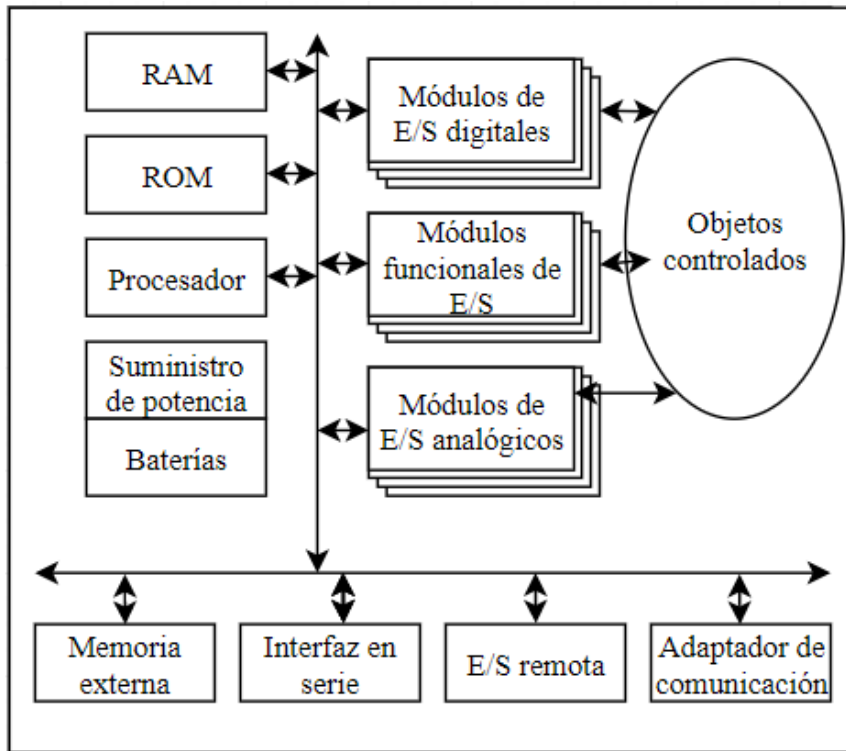 RAM
ROM
Procesador
Suministro
de potencia
Baterías
Módulos de
E/S digitales
Módulos
funcionales de
E/S
Módulos de
E/S analógicos
Objetos
controlados
Memoria
externa
Interfaz en
serie
E/S remota
Adaptador de
comunicación